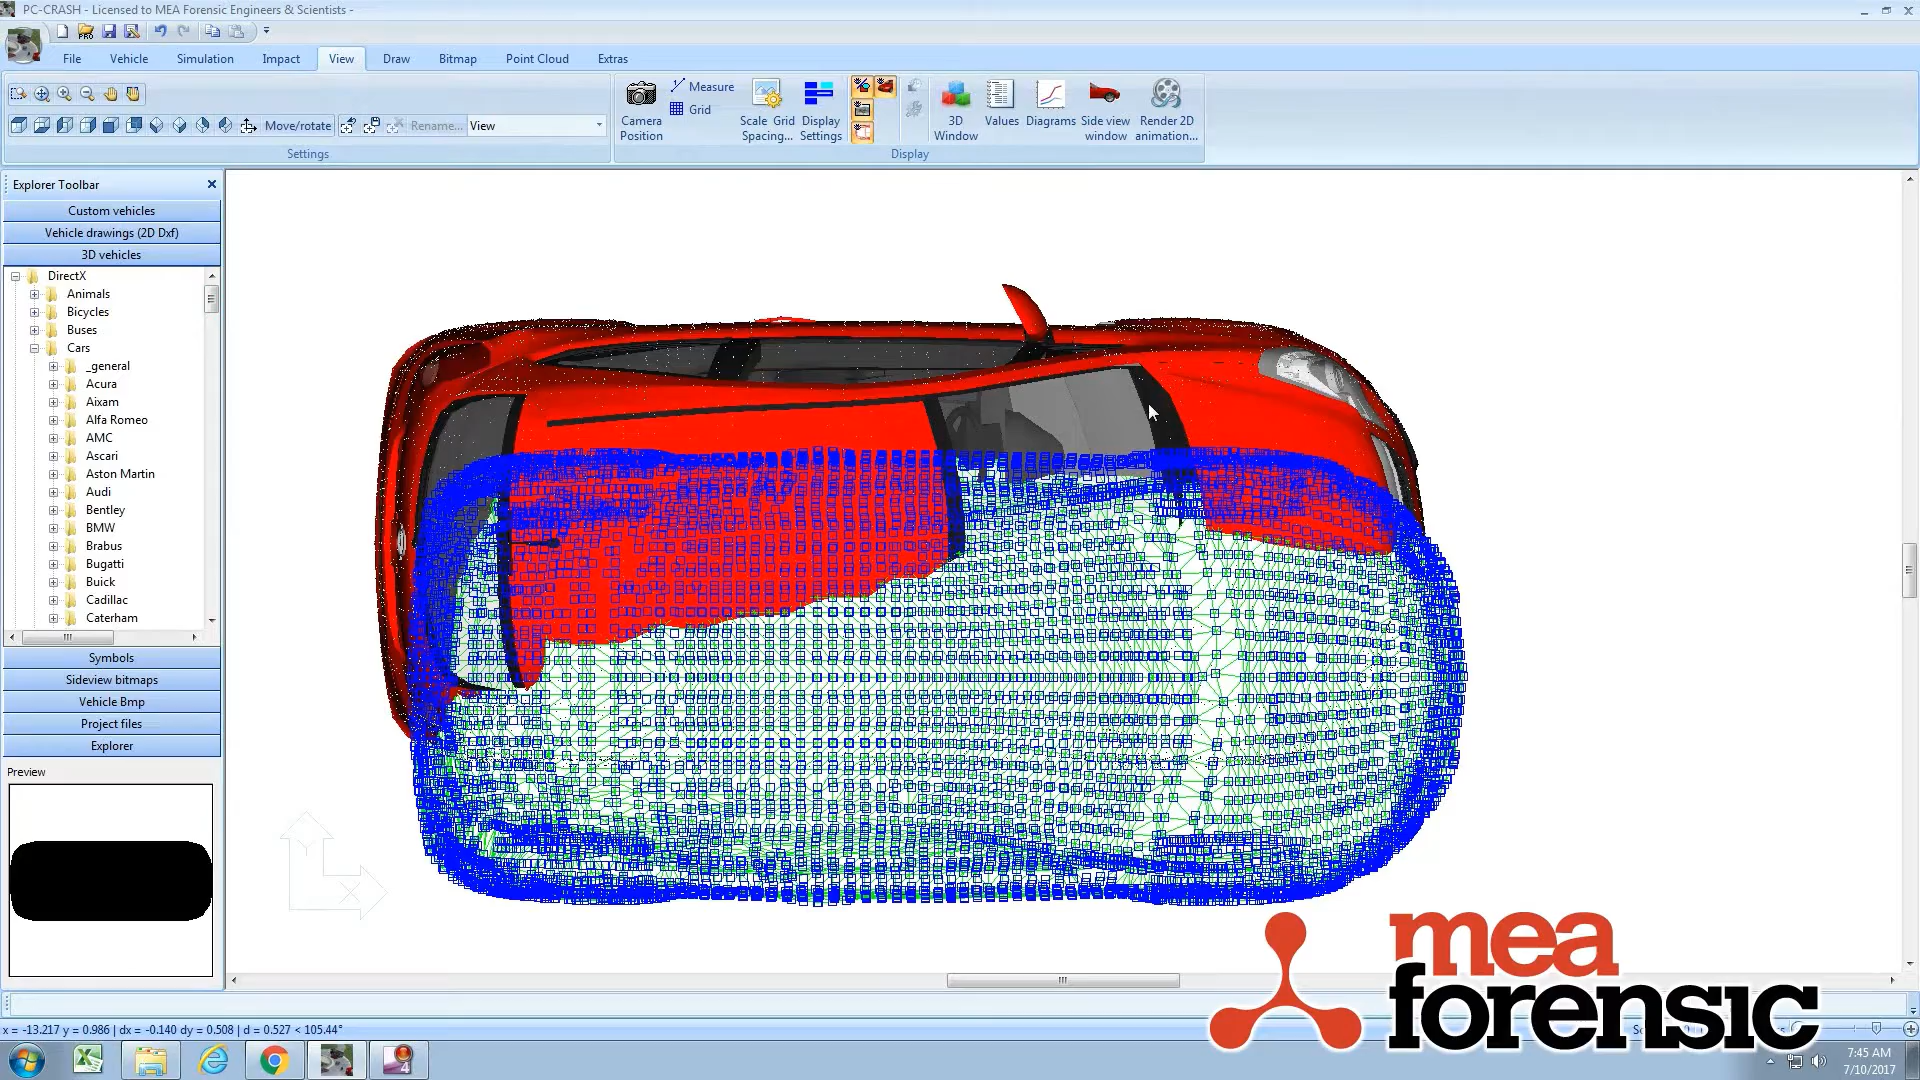 PC-CRASH - Licensed to MEA Forensic Engineers & Scientists -
File Vehicle Simulation Impact View Draw Bitmap Point Cloud Extras
Move/rotate Rename... View
Settings
Camera Position
Measure
Grid
Scale Grid Spacing...
Display Settings
3D Window
Values
Diagrams
Side view window
Render 2D animation...
Display
Explorer Toolbar
Custom vehicles
Vehicle drawings (2D Dxf)
3D vehicles
DirectX
Animals
Bicycles
Buses
Cars
_general
Acura
Aixam
Alfa Romeo
AMC
Ascari
Aston Martin
Audi
Bentley
BMW
Brabus
Bugatti
Buick
Cadillac
Caterham
Symbols
Sideview bitmaps
Vehicle Bmp
Project files
Explorer
Preview
X
mea
forensic
x = -13.217 y = 0.986 | dx = -0.140 dy = 0.508 | d = 0.527 < 105.44°
7:45 AM
7/10/2017